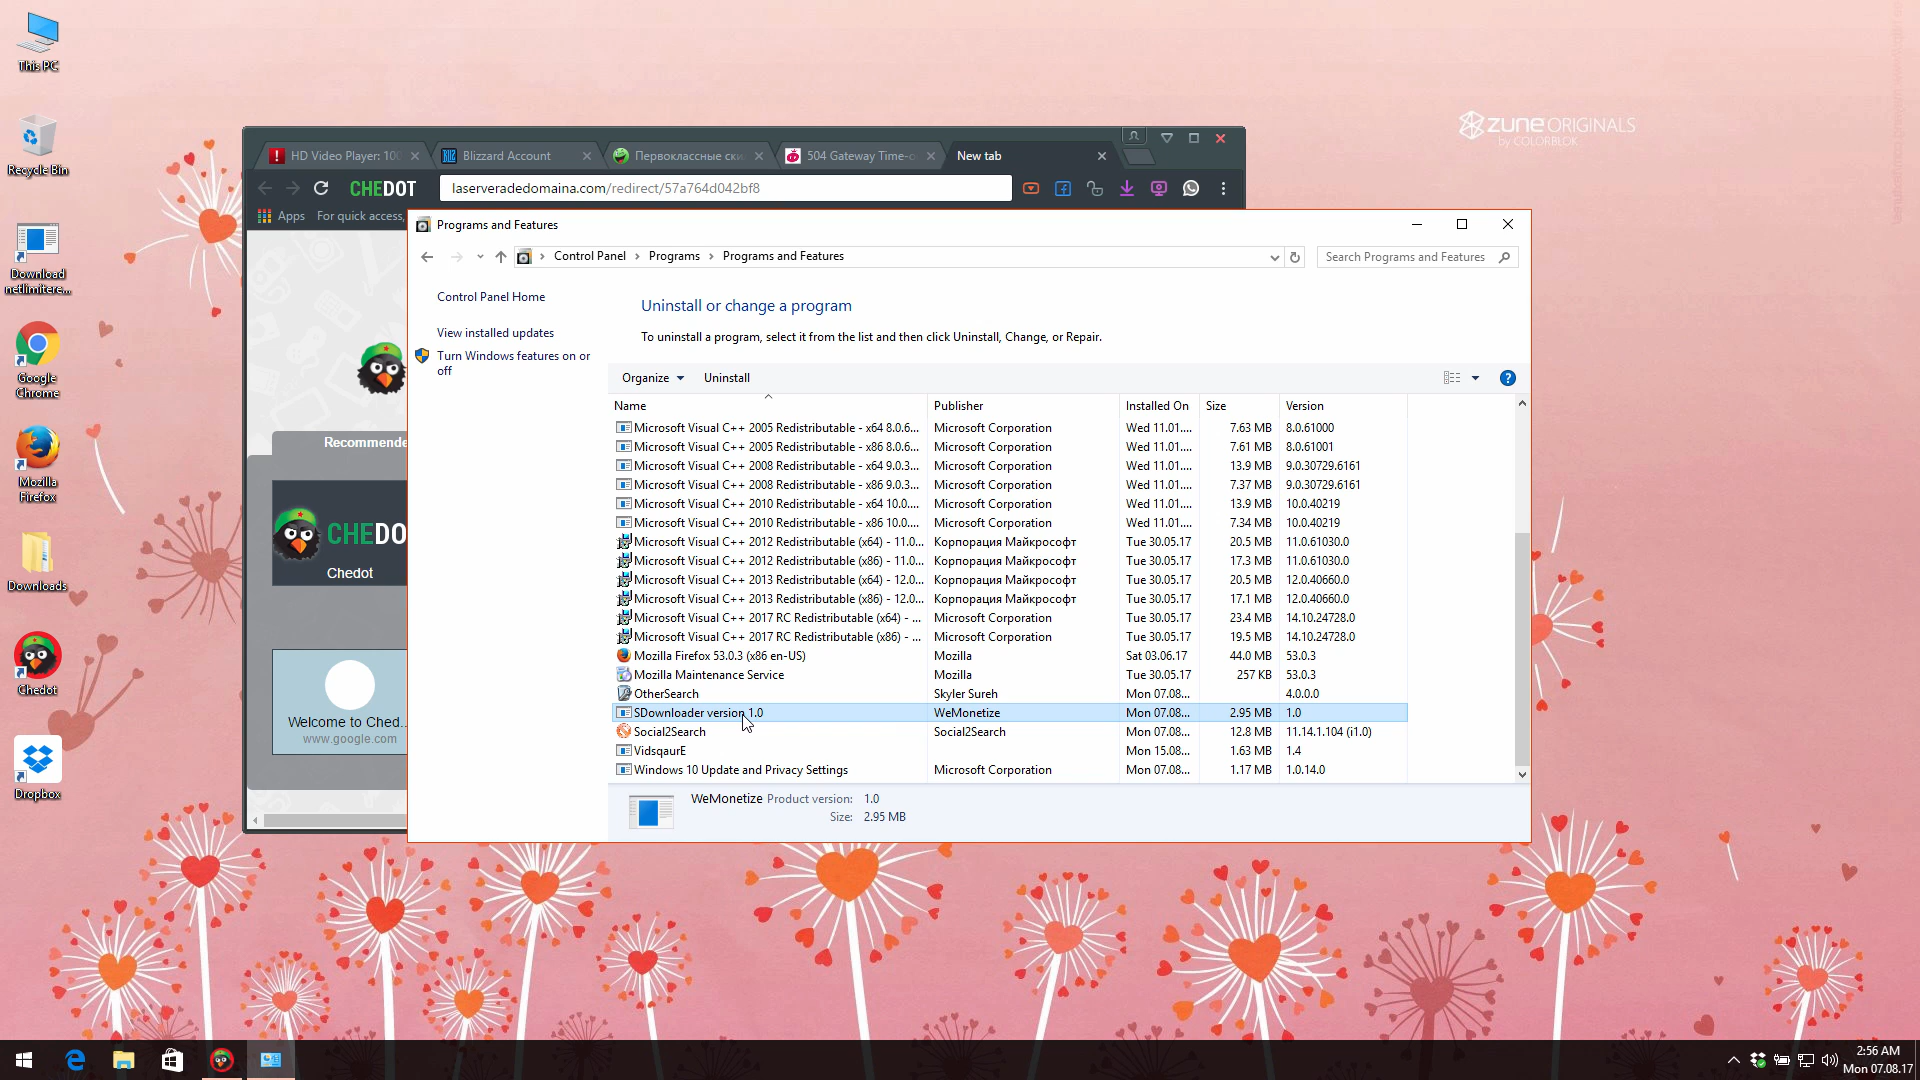 This PC
Recycle Bin
Download
netlimitere...
Google
Chrome
Mozilla
Firefox
Downloads
Chedot
Dropbox
zune ORIGINALS
by COLORBLOK
HD Video Player: 100
Blizzard Account
Первоклассные ски
504 Gateway Time-o
New tab
CHEDOT
laserveradedomaina.com/redirect/57a764d042bf8
Apps
For quick access,
Recommende
CHEDO
Chedot
Welcome to Ched...
www.google.com
Programs and Features
Control Panel
Programs
Programs and Features
Search Programs and Features
Control Panel Home
View installed updates
Turn Windows features on or
off
Uninstall or change a program
To uninstall a program, select it from the list and then click Uninstall, Change, or Repair.
Organize
Uninstall
Name Publisher Installed On Size Version
Microsoft Visual C++ 2005 Redistributable - x64 8.0.6... Microsoft Corporation Wed 11.01.... 7.63 MB 8.0.61000
Microsoft Visual C++ 2005 Redistributable - x86 8.0.6... Microsoft Corporation Wed 11.01.... 7.61 MB 8.0.61001
Microsoft Visual C++ 2008 Redistributable - x64 9.0.3... Microsoft Corporation Wed 11.01.... 13.9 MB 9.0.30729.6161
Microsoft Visual C++ 2008 Redistributable - x86 9.0.3... Microsoft Corporation Wed 11.01.... 7.37 MB 9.0.30729.6161
Microsoft Visual C++ 2010 Redistributable - x64 10.0.... Microsoft Corporation Wed 11.01.... 13.9 MB 10.0.40219
Microsoft Visual C++ 2010 Redistributable - x86 10.0.... Microsoft Corporation Wed 11.01.... 7.34 MB 10.0.40219
Microsoft Visual C++ 2012 Redistributable (x64) - 11.0... Корпорация Майкрософт Tue 30.05.17 20.5 MB 11.0.61030.0
Microsoft Visual C++ 2012 Redistributable (x86) - 11.0... Корпорация Майкрософт Tue 30.05.17 17.3 MB 11.0.61030.0
Microsoft Visual C++ 2013 Redistributable (x64) - 12.0... Корпорация Майкрософт Tue 30.05.17 20.5 MB 12.0.40660.0
Microsoft Visual C++ 2013 Redistributable (x86) - 12.0... Корпорация Майкрософт Tue 30.05.17 17.1 MB 12.0.40660.0
Microsoft Visual C++ 2017 RC Redistributable (x64) - ... Microsoft Corporation Tue 30.05.17 23.4 MB 14.10.24728.0
Microsoft Visual C++ 2017 RC Redistributable (x86) - ... Microsoft Corporation Tue 30.05.17 19.5 MB 14.10.24728.0
Mozilla Firefox 53.0.3 (x86 en-US) Mozilla Sat 03.06.17 44.0 MB 53.0.3
Mozilla Maintenance Service Mozilla Tue 30.05.17 257 KB 53.0.3
OtherSearch Skyler Sureh Mon 07.08.... 4.0.0.0
SDownloader version 1.0 WeMonetize Mon 07.08.... 2.95 MB 1.0
Social2Search Social2Search Mon 07.08.... 12.8 MB 11.14.1.104 (i1.0)
VidsqaurE Mon 15.08.... 1.63 MB 1.4
Windows 10 Update and Privacy Settings Microsoft Corporation Mon 07.08.... 1.17 MB 1.0.14.0
WeMonetize Product version: 1.0
Size: 2.95 MB
2:56 AM
Mon 07.08.17